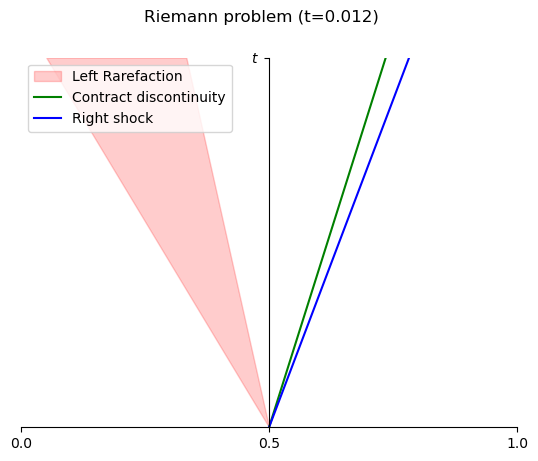 Riemann problem (t=0.012)
t
Left Rarefaction
Contract discontinuity
Right shock
0.0
0.5
1.0